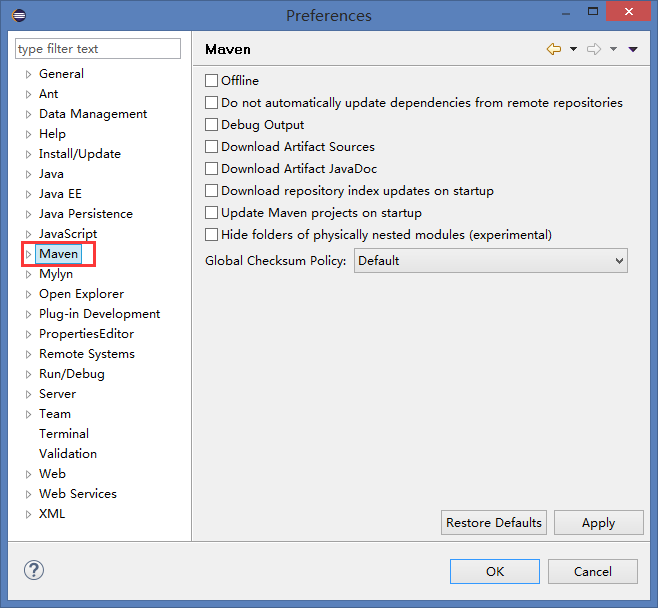 Preferences
type filter text
General
Ant
Data Management
Help
Install/Update
Java
Java EE
Java Persistence
JavaScript
Maven
Mylyn
Open Explorer
Plug-in Development
PropertiesEditor
Remote Systems
Run/Debug
Server
Team
Terminal
Validation
Web
Web Services
XML
Maven
Offline
Do not automatically update dependencies from remote repositories
Debug Output
Download Artifact Sources
Download Artifact JavaDoc
Download repository index updates on startup
Update Maven projects on startup
Hide folders of physically nested modules (experimental)
Global Checksum Policy: Default
Restore Defaults Apply
? OK Cancel